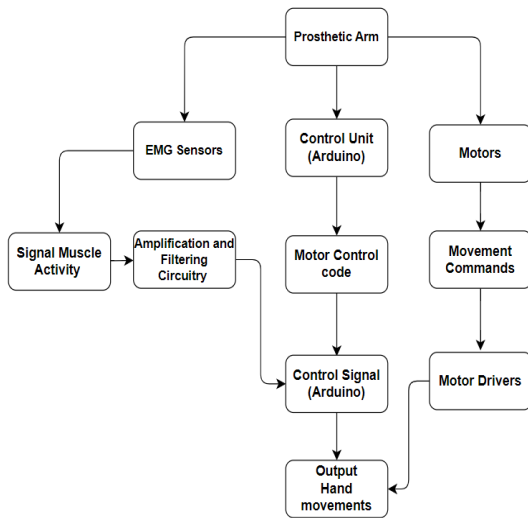 Prosthetic Arm
EMG Sensors
Control Unit
(Arduino)
Motors
Signal Muscle
Activity
Amplification and
Filtering
Circuitry
Motor Control
code
Movement
Commands
Control Signal
(Arduino)
Motor Drivers
Output
Hand
movements